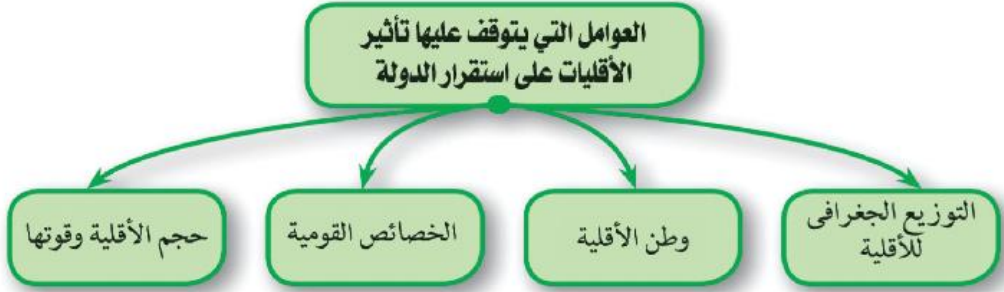 العوامل التي يتوقف عليها تأثير
الأقليات على استقرار الدولة
التوزيع الجغرافى
للأقلية
وطن الأقلية
الخصائص القومية
حجم الأقلية وقوتها